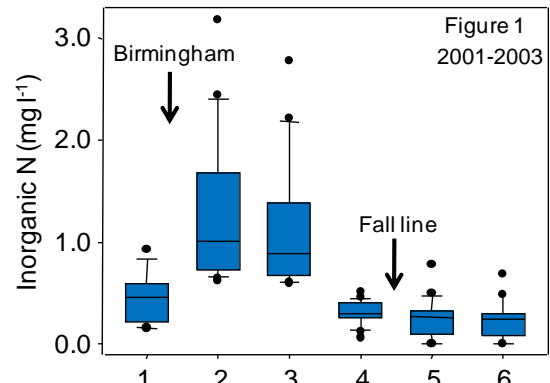 Figure 1
2001-2003
Birmingham
Fall line
Inorganic N (mg l-1)
3.0
2.0
1.0
0.0
1 2 3 4 5 6